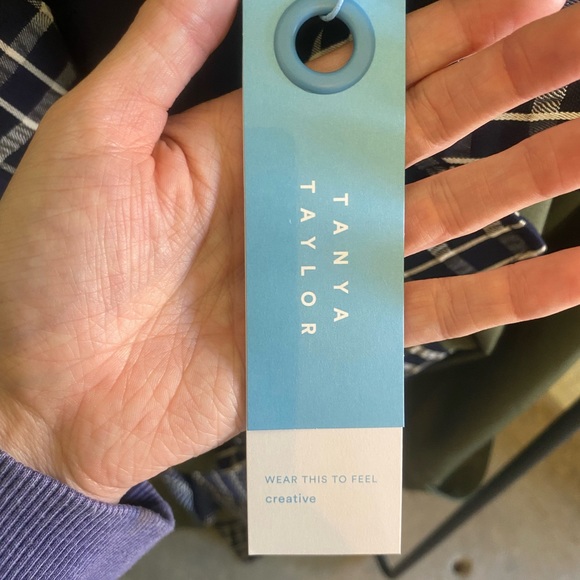 TANYA
TAYLOR
WEAR THIS TO FEEL
creative